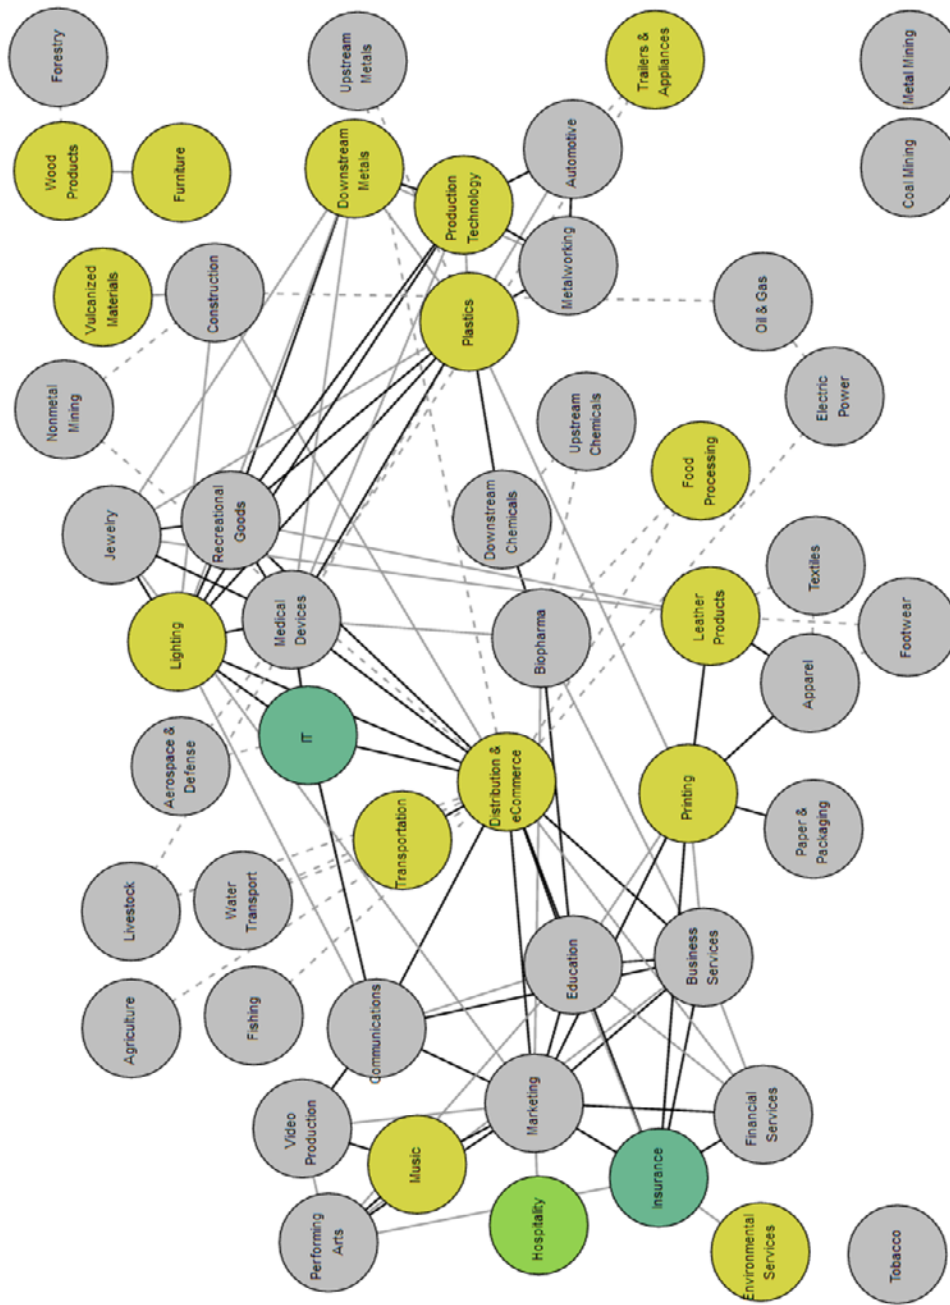 Performing
Arts
Video
Production
Agriculture
Livestock
Aerospace &
Defense
Lighting
Jewelry
Nonmetal
Mining
Vulcanized
Materials
Wood
Products
Forestry
Fishing
Water
Transport
IT
Medical
Devices
Recreational
Goods
Construction
Furniture
Music
Communications
Transportation
Downstream
Metals
Upstream
Metals
Hospitality
Marketing
Education
Distribution &
eCommerce
Biopharma
Downstream
Chemicals
Plastics
Production
Technology
Insurance
Upstream
Chemicals
Metalworking
Automotive
Environmental
Services
Financial
Services
Business
Services
Printing
Leather
Products
Food
Processing
Trailers &
Appliances
Paper &
Packaging
Apparel
Textiles
Electric
Power
Oil & Gas
Tobacco
Footwear
Coal Mining
Metal Mining